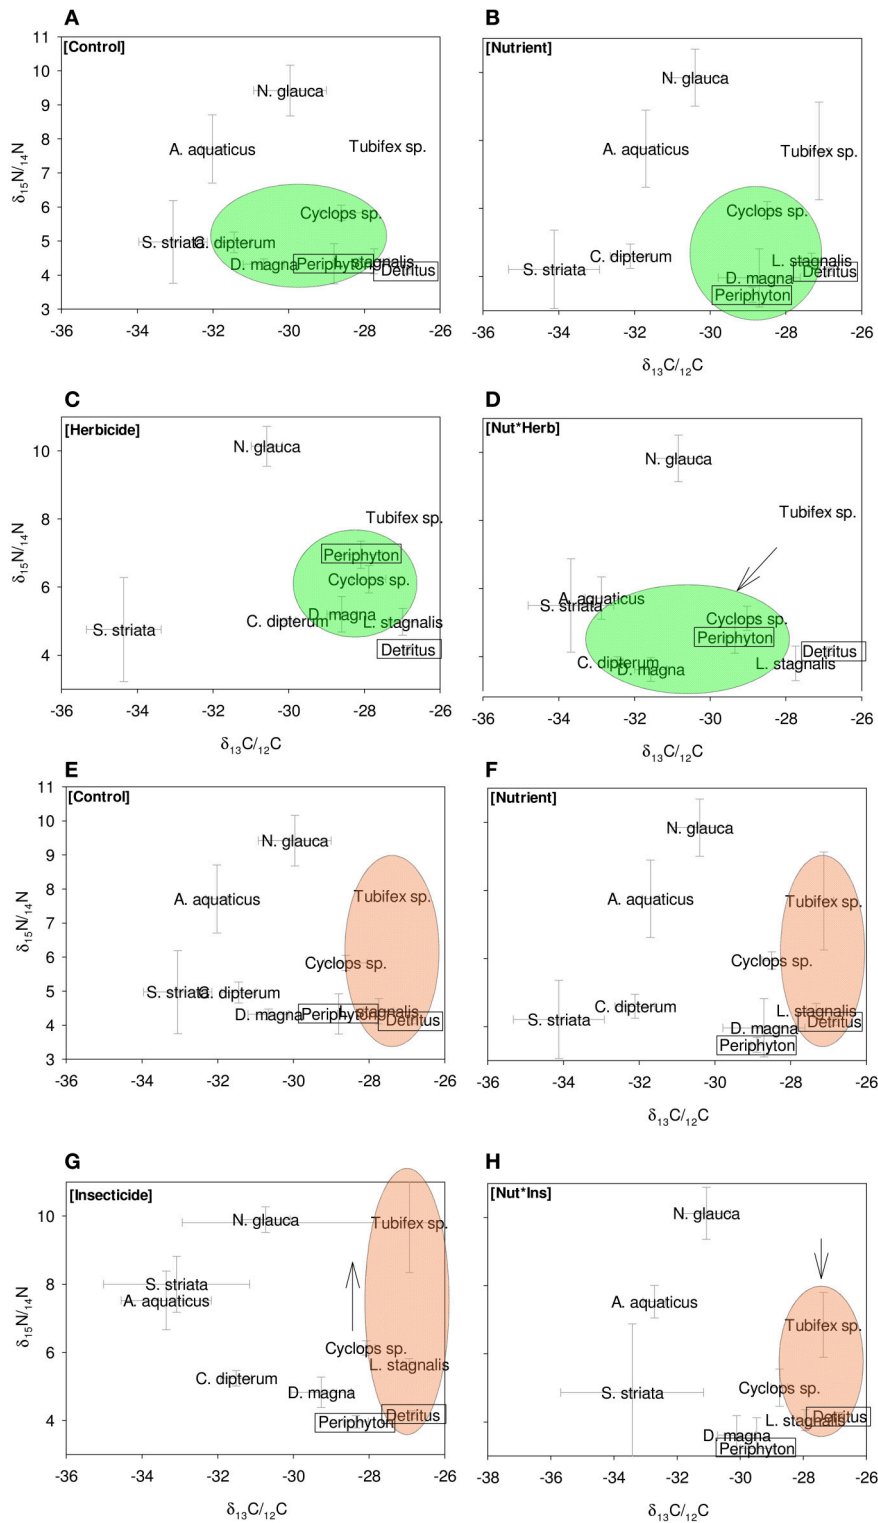 A
[Control]
11
10
9
8
7
6
5
4
3
δ15N/14N
N. glauca
A. aquaticus
Tubifex sp.
Cyclops sp.
S. striata
C. dipterum
D. magna
Periphyton
L. stagnalis
Detritus
-36 -34 -32 -30 -28 -26
B
[Nutrient]
N. glauca
A. aquaticus
Tubifex sp.
Cyclops sp.
C. dipterum
S. striata
L. stagnalis
Detritus
D. magna
Periphyton
-36 -34 -32 -30 -28 -26
δ13C/12C
C
[Herbicide]
10
8
6
4
δ15N/14N
N. glauca
Tubifex sp.
Periphyton
Cyclops sp.
D. magna
C. dipterum
L. stagnalis
S. striata
Detritus
-36 -34 -32 -30 -28 -26
δ13C/12C
D
[Nut*Herb]
N. glauca
Tubifex sp.
A. aquaticus
S. striata
Cyclops sp.
Periphyton
Detritus
C. dipterum
D. magna
L. stagnalis
-36 -34 -32 -30 -28 -26
δ13C/12C
E
[Control]
11
10
9
8
7
6
5
4
3
δ15N/14N
N. glauca
A. aquaticus
Tubifex sp.
Cyclops sp.
S. striata
C. dipterum
D. magna
Periphyton
L. stagnalis
Detritus
-36 -34 -32 -30 -28 -26
F
[Nutrient]
N. glauca
A. aquaticus
Tubifex sp.
Cyclops sp.
C. dipterum
S. striata
L. stagnalis
Detritus
D. magna
Periphyton
-36 -34 -32 -30 -28 -26
δ13C/12C
G
[Insecticide]
10
8
6
4
δ15N/14N
N. glauca
Tubifex sp.
S. striata
A. aquaticus
Cyclops sp.
L. stagnalis
C. dipterum
D. magna
Detritus
Periphyton
-36 -34 -32 -30 -28 -26
δ13C/12C
H
[Nut*Ins]
N. glauca
A. aquaticus
Tubifex sp.
Cyclops sp.
S. striata
Detritus
L. stagnalis
D. magna
Periphyton
-38 -36 -34 -32 -30 -28 -26
δ13C/12C